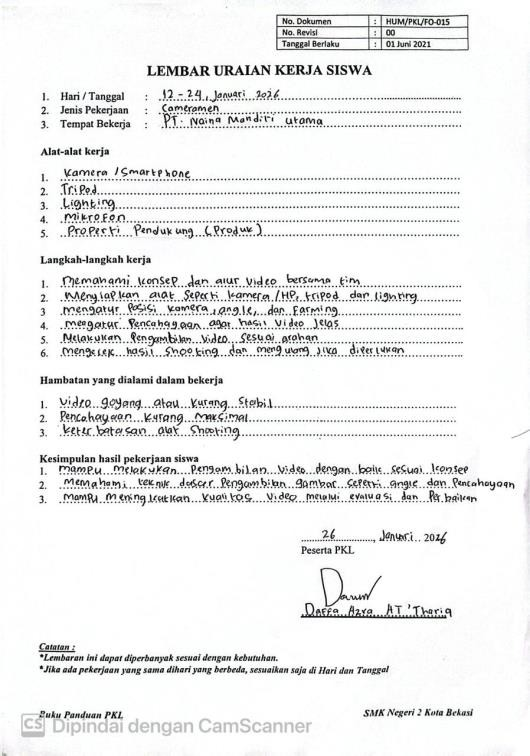 No. Dokumen : HUM/PKL/FO-015
No. Revisi : 00
Tanggal Berlaku : 01 Juni 2021
LEMBAR URAIAN KERJA SISWA
1. Hari / Tanggal : 12 - 24, Januari 2026
2. Jenis Pekerjaan : Cameramen
3. Tempat Bekerja : PT. Naina Mandiri Utama
Alat-alat kerja
1. Kamera / Smartphone
2. Tripod
3. Lighting
4. Mikrofon
5. Properti Pendukung (Produk)
Langkah-langkah kerja
1. Memahami konsep dan alur video bersama tim
2. Menyiapkan alat seperti kamera / HP, tripod dan lighting
3 mengatur Posisi kamera, angle, dan Farming
4. mengatur Pencahayaan agar hasil video Jelas
5. Melakukan Pengambilan Video sesuai arahan
6. mengecek hasil shooting dan mengulang jika diperlukan
Hambatan yang dialami dalam bekerja
1. Video goyang atau kurang Stabil
2. Pencahayaan kurang Maksimal
3. keterbatasan alat Shooting
Kesimpulan hasil pekerjaan siswa
1. Mampu melakukan Pengambilan video dengan baik sesuai konsep
2. Memahami teknik dasar Pengambilan gambar seperti angle dan Pencahayaan
3. Mampu meningkatkan kualitas video melalui evaluasi dan Perbaikan
26, Januari 2026
Peserta PKL
Daffa Azra AT'Thariq
Catatan :
*Lembaran ini dapat diperbanyak sesuai dengan kebutuhan.
*Jika ada pekerjaan yang sama dihari yang berbeda, sesuaikan saja di Hari dan Tanggal
Buku Panduan PKL SMK Negeri 2 Kota Bekasi
CS Dipindai dengan CamScanner